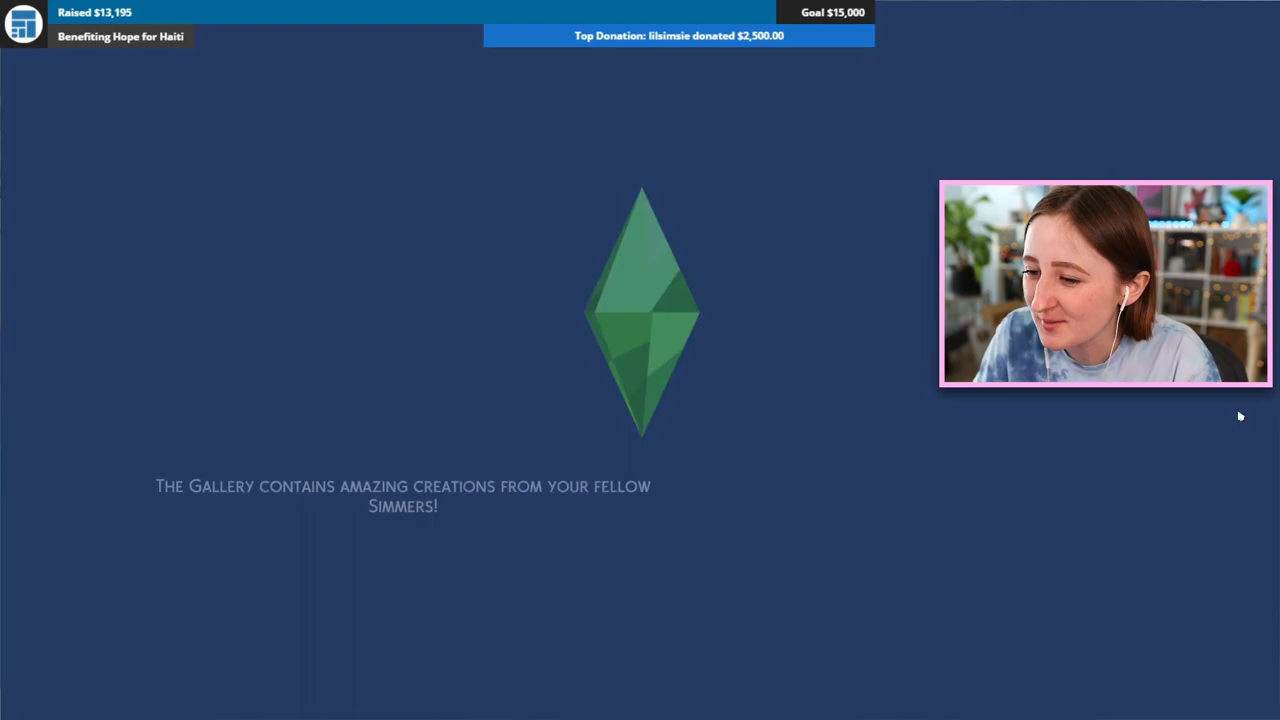 Raised $13,195
Goal $15,000
Benefiting Hope for Haiti
Top Donation: lilsimsie donated $2,500.00
The Gallery contains amazing creations from your fellow
Simmers!